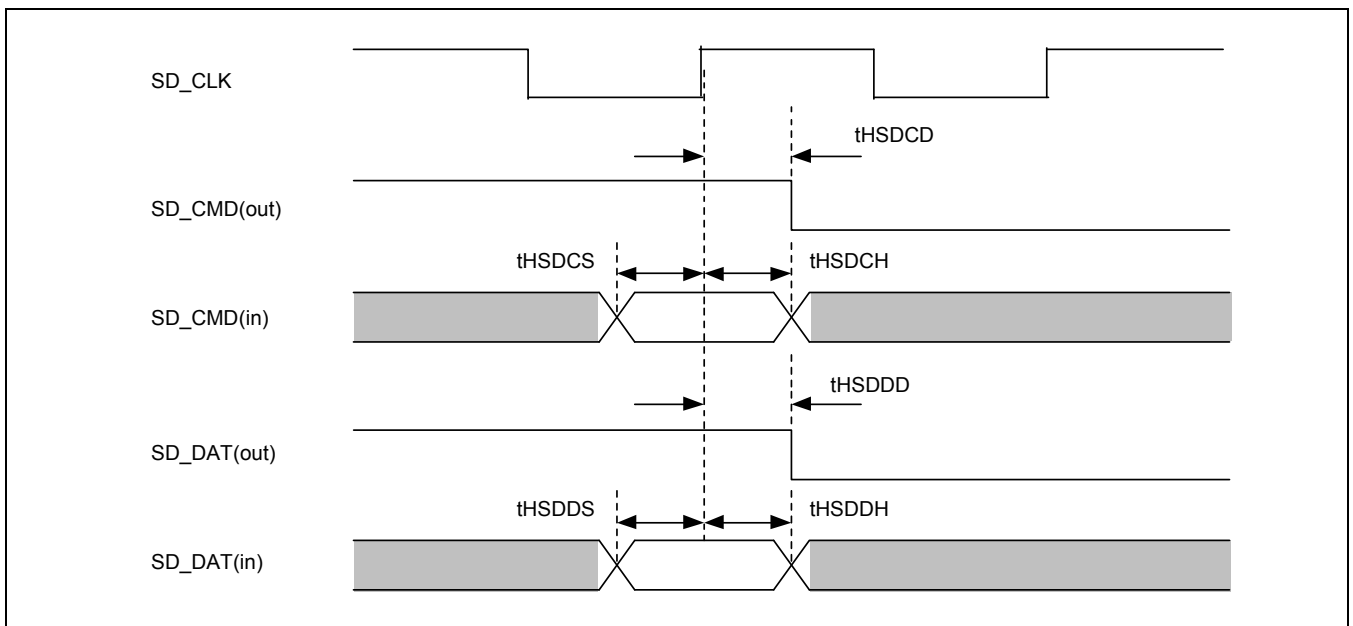 SD_CLK
tHSDCD
SD_CMD(out)
tHSDCS
tHSDCH
SD_CMD(in)
tHSDDD
SD_DAT(out)
tHSDDS
tHSDDH
SD_DAT(in)